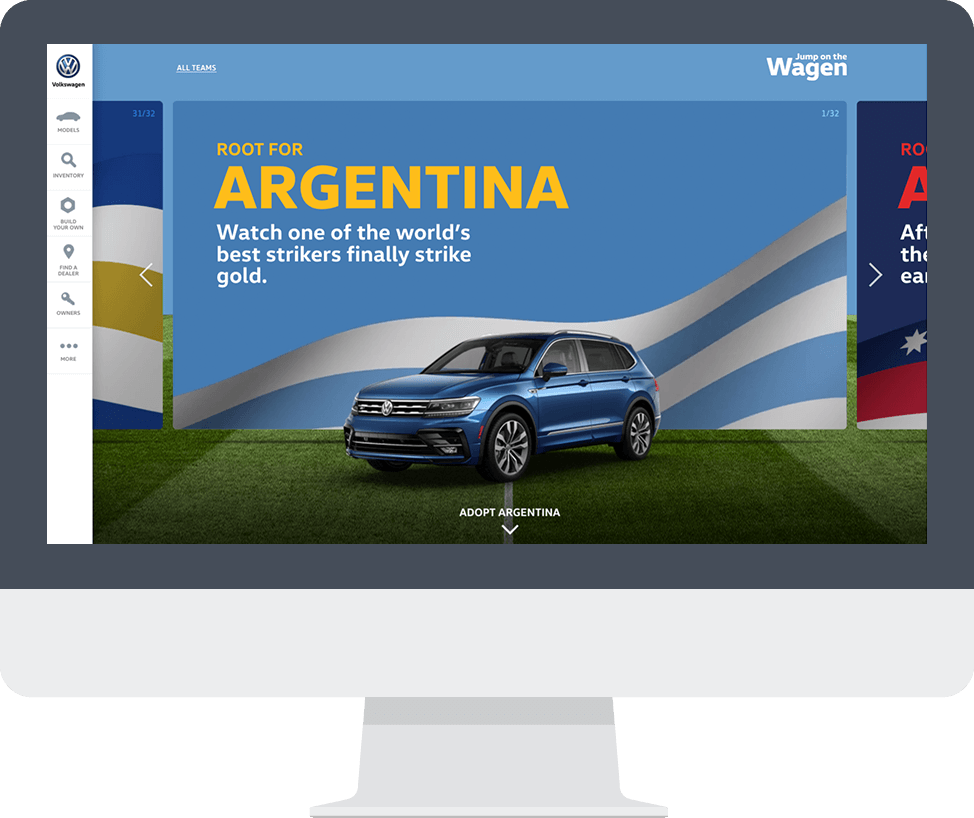 Volkswagen
MODELS
INVENTORY
BUILD
YOUR OWN
FIND A
DEALER
OWNERS
MORE
ALL TEAMS
Jump on the
Wagen
31/32
1/32
ROOT FOR
ARGENTINA
Watch one of the world’s
best strikers finally strike
gold.
ADOPT ARGENTINA
RO
A
Aft
the
ear